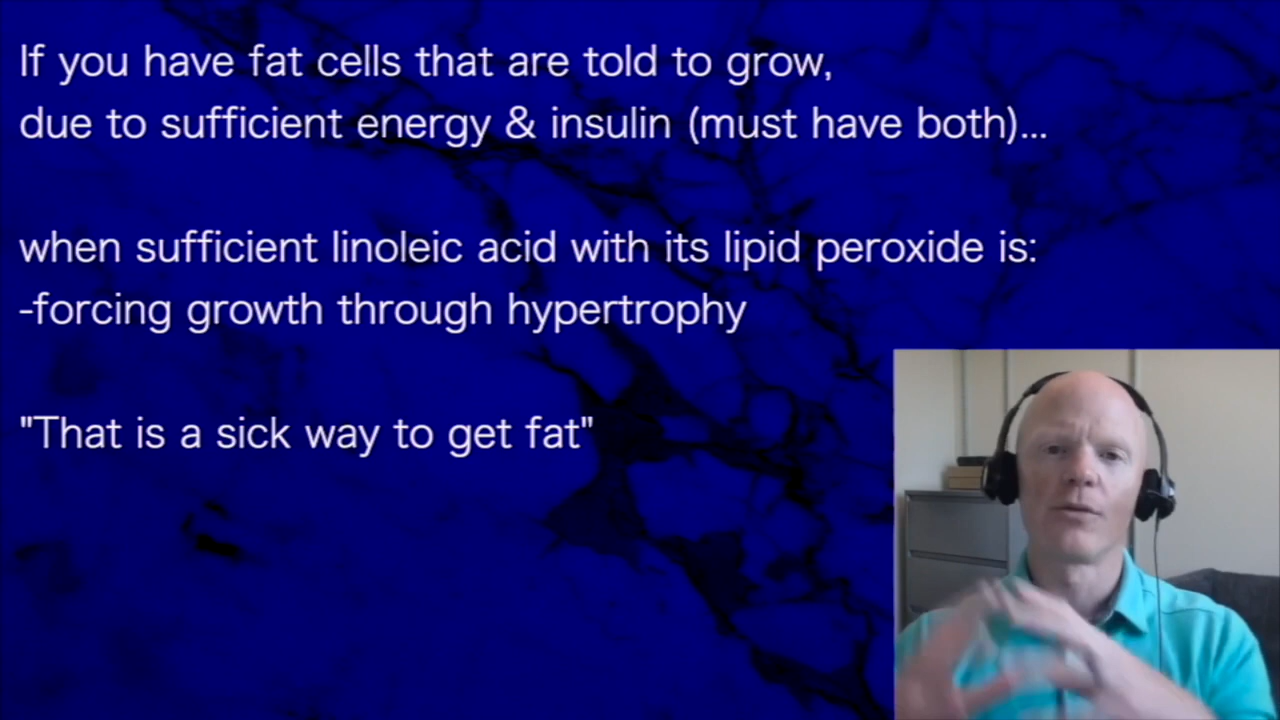 If you have fat cells that are told to grow,
due to sufficient energy & insulin (must have both)...
when sufficient linoleic acid with its lipid peroxide is:
-forcing growth through hypertrophy
"That is a sick way to get fat"